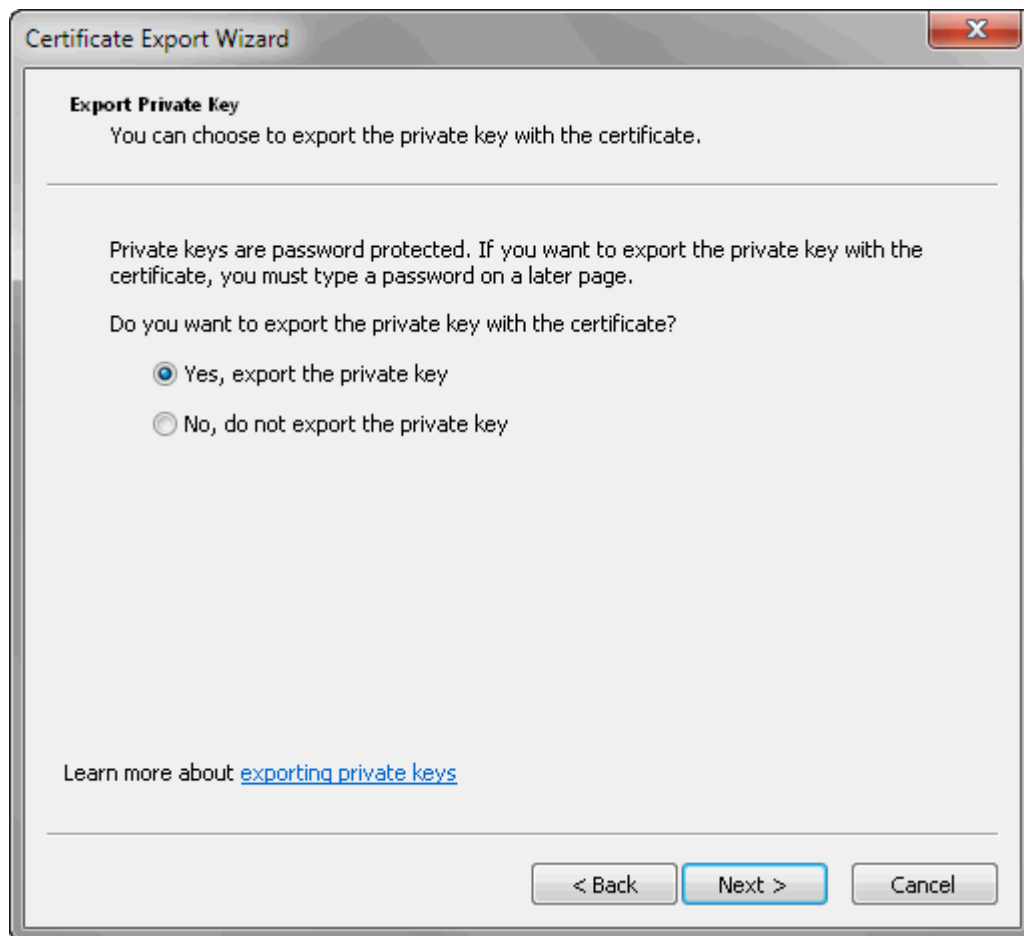 Certificate Export Wizard
Export Private Key
You can choose to export the private key with the certificate.
Private keys are password protected. If you want to export the private key with the
certificate, you must type a password on a later page.
Do you want to export the private key with the certificate?
Yes, export the private key
No, do not export the private key
Learn more about exporting private keys
< Back
Next >
Cancel